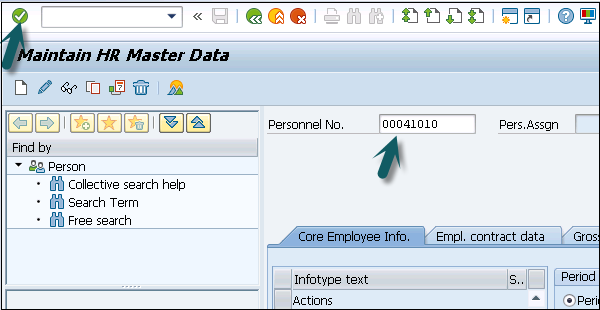 Maintain HR Master Data
Personnel No. 00041010 Pers.Assgn
Find by
Person
Collective search help
Search Term
Free search
Core Employee Info. Empl. contract data Gros
Infotype text S.. Period
Actions Peri